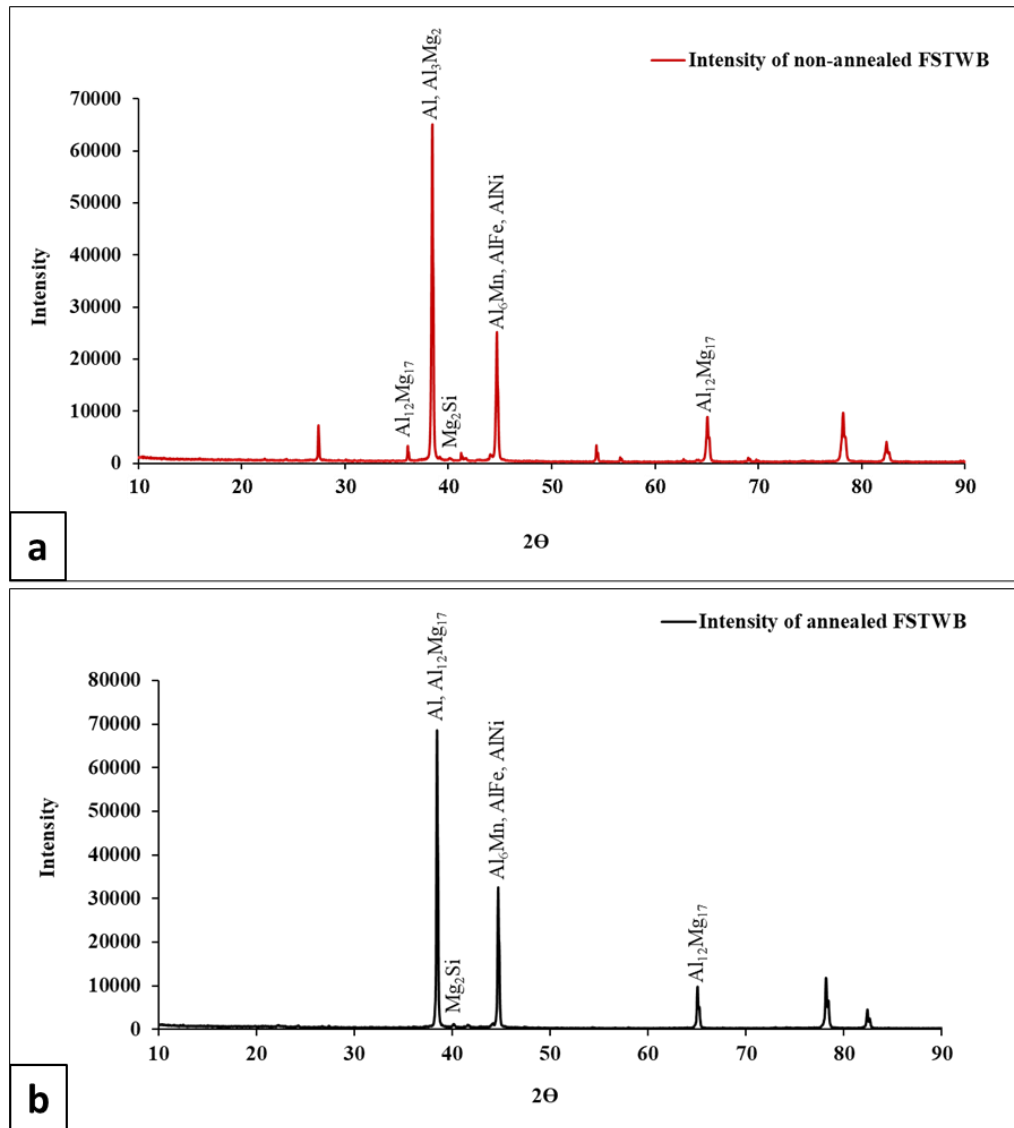 Intensity of non-annealed FSTWB
Al, Al₃Mg₂
70000
60000
50000
40000
30000
20000
10000
0
Intensity
Al₁₂Mg₁₇
Mg₂Si
Al₆Mn, AlFe, AlNi
Al₁₂Mg₁₇
10 20 30 40 50 60 70 80 90
2Ө
a
Intensity of annealed FSTWB
Al, Al₁₂Mg₁₇
80000
70000
60000
50000
40000
30000
20000
10000
0
Intensity
Mg₂Si
Al₆Mn, AlFe, AlNi
Al₁₂Mg₁₇
10 20 30 40 50 60 70 80 90
2Ө
b